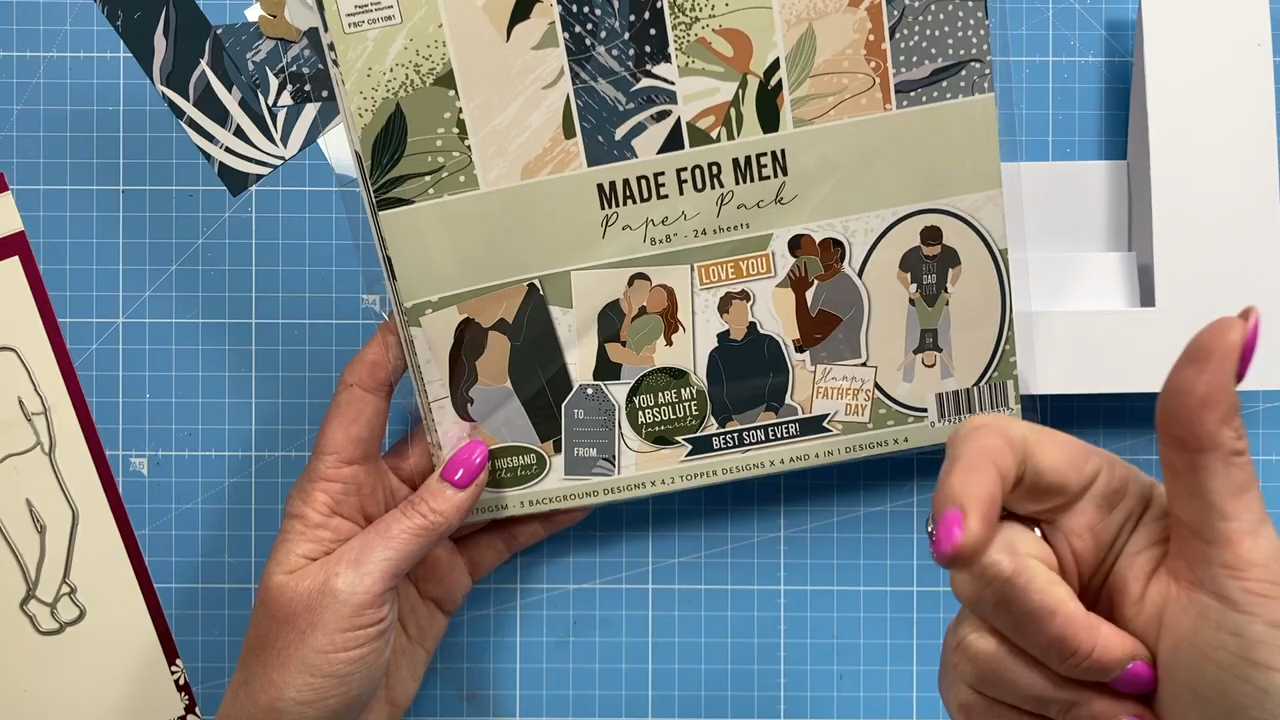 Paper from
responsible sources
FSC® C011061
MADE FOR MEN
Paper Pack
8x8" - 24 sheets
LOVE YOU
BEST
DAD
EVER
Happy
FATHER'S
DAY
YOU ARE MY
ABSOLUTE
favourite
TO
FROM
BEST SON EVER!
HUSBAND
the best
170GSM - 3 BACKGROUND DESIGNS X 4, 2 TOPPER DESIGNS X 4 AND 4 IN 1 DESIGNS X 4
A4
A5